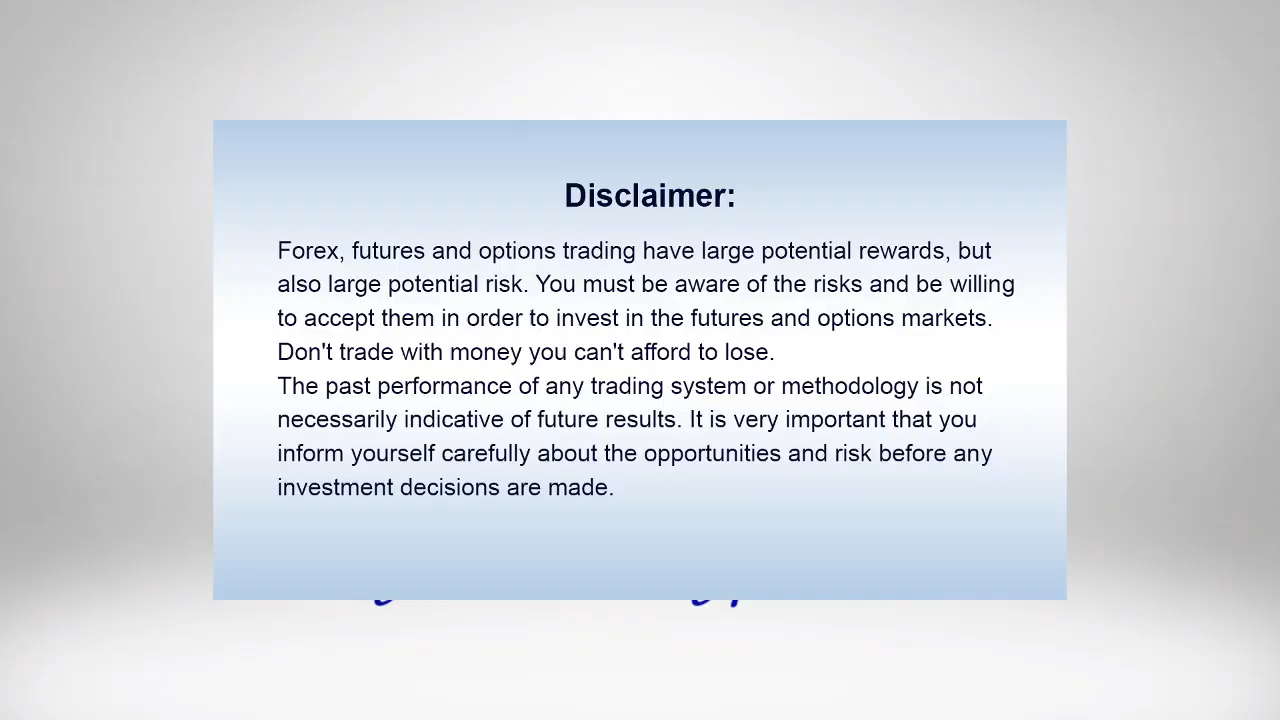 Disclaimer:
Forex, futures and options trading have large potential rewards, but
also large potential risk. You must be aware of the risks and be willing
to accept them in order to invest in the futures and options markets.
Don't trade with money you can't afford to lose.
The past performance of any trading system or methodology is not
necessarily indicative of future results. It is very important that you
inform yourself carefully about the opportunities and risk before any
investment decisions are made.